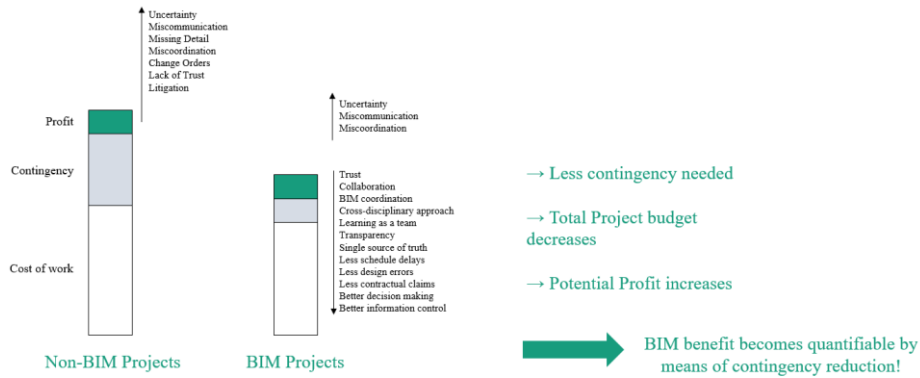 Uncertainty
Miscommunication
Missing Detail
Miscoordination
Change Orders
Lack of Trust
Litigation
Profit
Contingency
Cost of work
Non-BIM Projects
Uncertainty
Miscommunication
Miscoordination
Trust
Collaboration
BIM coordination
Cross-disciplinary approach
Learning as a team
Transparency
Single source of truth
Less schedule delays
Less design errors
Less contractual claims
Better decision making
Better information control
BIM Projects
→ Less contingency needed
→ Total Project budget
decreases
→ Potential Profit increases
BIM benefit becomes quantifiable by
means of contingency reduction!